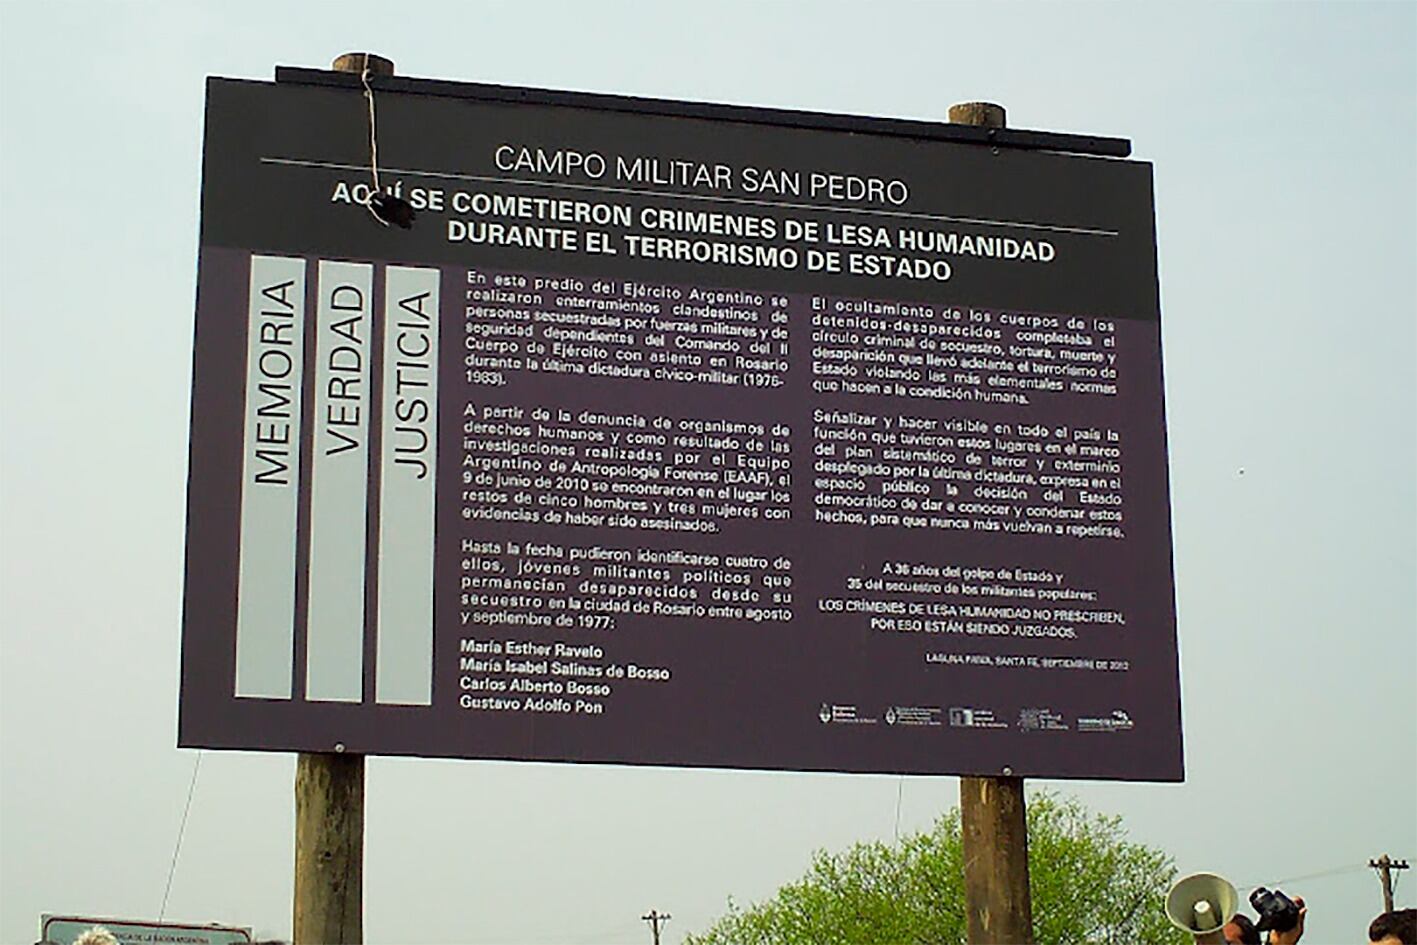 CAMPO MILITAR SAN PEDRO
AQUÍ SE COMETIERON CRIMENES DE LESA HUMANIDAD
DURANTE EL TERRORISMO DE ESTADO
MEMORIA
VERDAD
JUSTICIA
En este predio del Ejército Argentino se
realizaron enterramientos clandestinos de
personas secuestradas por fuerzas militares y de
seguridad dependientes del Comando del II
Cuerpo de Ejército con asiento en Rosario
durante la última dictadura cívico-militar (1976-
1983).
A partir de la denuncia de organismos de
derechos humanos y como resultado de las
investigaciones realizadas por el Equipo
Argentino de Antropología Forense (EAAF), el
9 de junio de 2010 se encontraron en el lugar los
restos de cinco hombres y tres mujeres con
evidencias de haber sido asesinados.
Hasta la fecha pudieron identificarse cuatro de
ellos, jóvenes militantes políticos que
permanecían desaparecidos desde su
secuestro en la ciudad de Rosario entre agosto
y septiembre de 1977:
María Esther Ravelo
María Isabel Salinas de Bosso
Carlos Alberto Bosso
Gustavo Adolfo Pon
El ocultamiento de los cuerpos de los
detenidos-desaparecidos completaba el
círculo criminal de secuestro, tortura, muerte y
desaparición que llevó adelante el terrorismo de
Estado violando las más elementales normas
que hacen a la condición humana.
Señalizar y hacer visible en todo el país la
función que tuvieron estos lugares en el marco
del plan sistemático de terror y exterminio
desplegado por la última dictadura, expresa en el
espacio público la decisión del Estado
democrático de dar a conocer y condenar estos
hechos, para que nunca más vuelvan a repetirse.
A 36 años del golpe de Estado y
35 del secuestro de los militantes populares:
LOS CRÍMENES DE LESA HUMANIDAD NO PRESCRIBEN,
POR ESO ESTÁN SIENDO JUZGADOS.
LAGUNA PAIVA, SANTA FE, SEPTIEMBRE DE 2012
DE LA NACION ARGENTINA